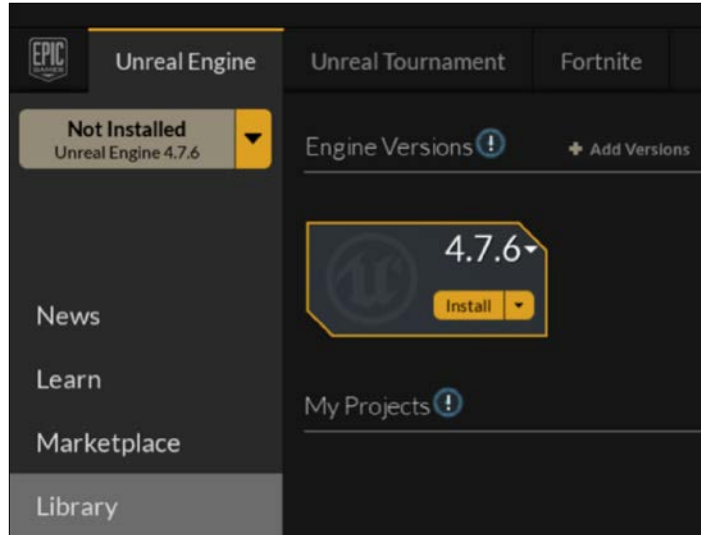 EPIC
GAMES
Unreal Engine
Unreal Tournament
Fortnite
Not Installed
Unreal Engine 4.7.6
Engine Versions
+ Add Versions
4.7.6
Install
News
Learn
My Projects
Marketplace
Library